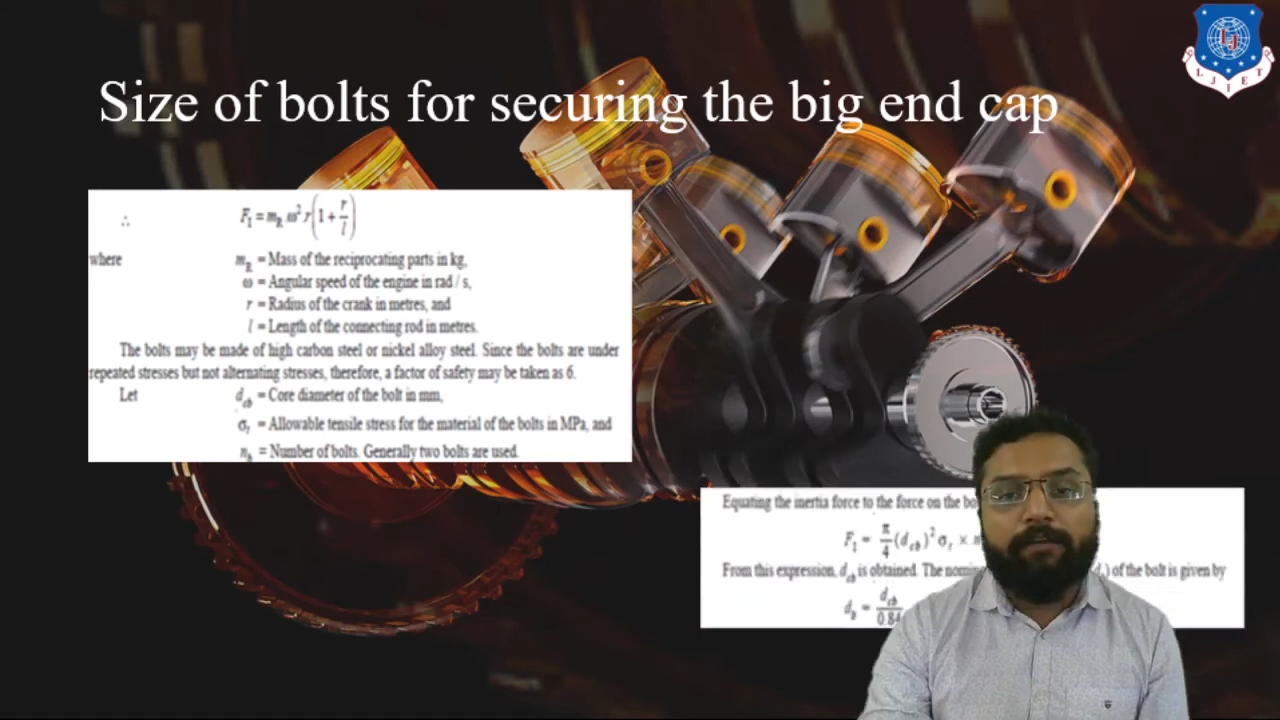 Size of bolts for securing the big end cap
LJIET
∴ F_I = m_R ω² r (1 + r/l)
where m_R = Mass of the reciprocating parts in kg,
ω = Angular speed of the engine in rad / s,
r = Radius of the crank in metres, and
l = Length of the connecting rod in metres.
The bolts may be made of high carbon steel or nickel alloy steel. Since the bolts are under
repeated stresses but not alternating stresses, therefore, a factor of safety may be taken as 6.
Let d_cb = Core diameter of the bolt in mm,
σ_t = Allowable tensile stress for the material of the bolts in MPa, and
n_b = Number of bolts. Generally two bolts are used.
Equating the inertia force to the force on the
F_I = π/4 (d_cb)² σ_t ×
From this expression, d_cb is obtained. The of the bolt is given by
d_b = d_cb/0.84